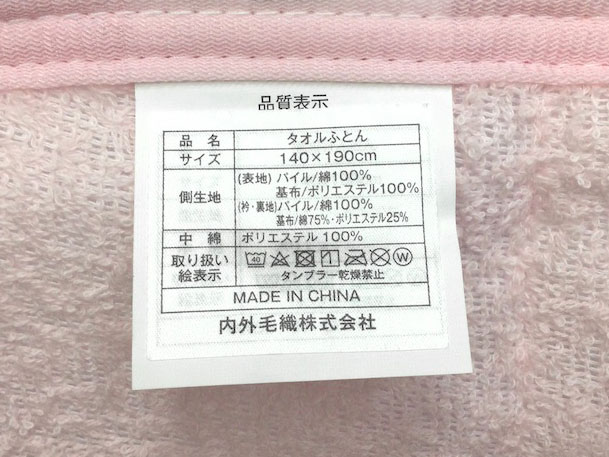 品質表示
品名 タオルふとん
サイズ 140×190cm
側生地 (表地)パイル/綿100%
基布/ポリエステル100%
(衿・裏地)パイル/綿100%
基布/綿75%・ポリエステル25%
中綿 ポリエステル 100%
取り扱い 40 W
絵表示 タンブラー乾燥禁止
MADE IN CHINA
内外毛織株式会社